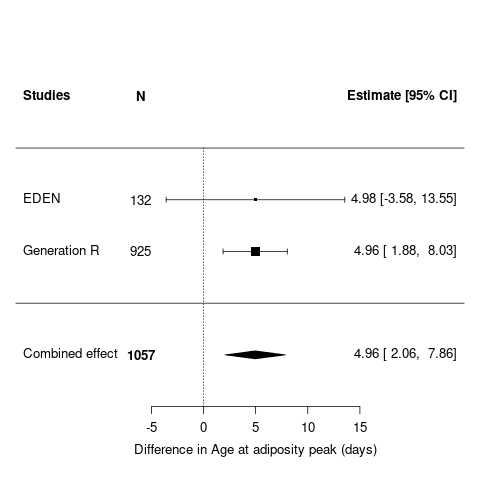 Studies N Estimate [95% CI]
EDEN 132 4.98 [-3.58, 13.55]
Generation R 925 4.96 [ 1.88, 8.03]
Combined effect 1057 4.96 [ 2.06, 7.86]
-5 0 5 10 15
Difference in Age at adiposity peak (days)